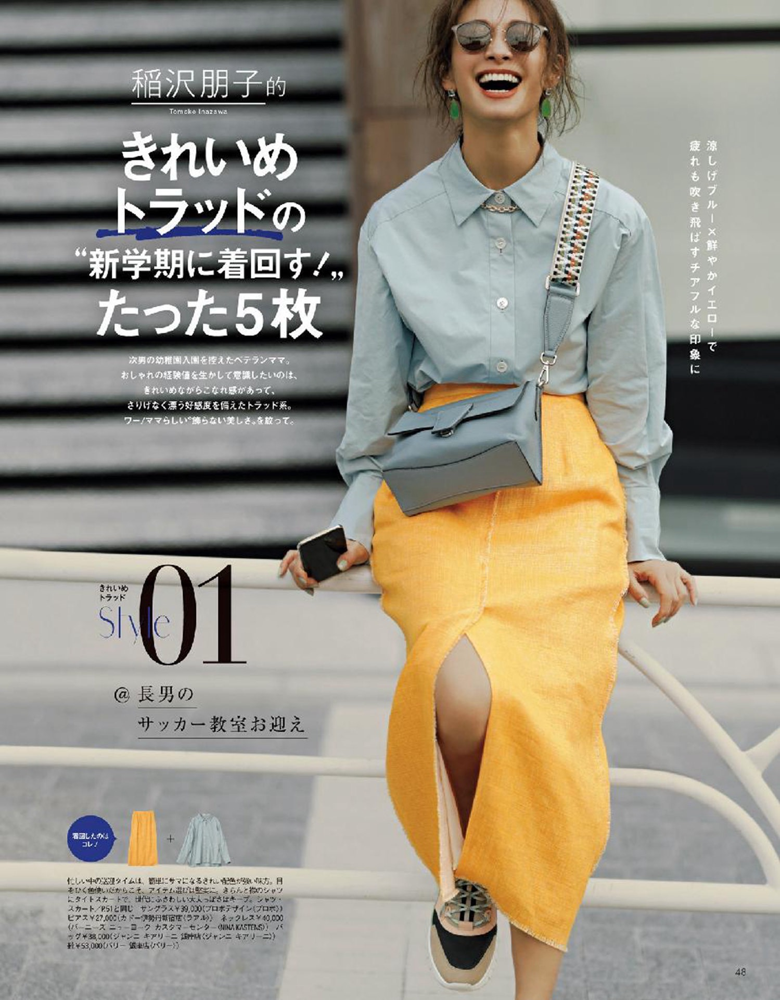 稲沢朋子的
Tomoko Inazawa
きれいめ
トラッドの
“新学期に着回す!„
たった5枚
次男の幼稚園入園を控えたベテランママ。
おしゃれの経験値を生かして意識したいのは、
きれいめながらこなれ感があって、
さりげなく漂う好感度を備えたトラッド系。
ワーママらしい“飾らない美しさ„を放って。
涼しげブルー×鮮やかイエローで
疲れも吹き飛ばすチアフルな印象に
きれいめ
トラッド
Style 01
@ 長男の
サッカー教室お迎え
着回したのは
コレ!
+
忙しい中の送迎タイムは、簡単にサマになるきれい配色が強い味方。目
をひく色使いだからこそ、アイテム選びは堅実に。きちんと襟のシャツ
にタイトスカートで、世代にふさわしい大人っぽさはキープ。シャツ・
スカート/P.51と同じ サングラス¥39,000(プロポデザイン〈プロポ〉)
ピアス¥27,000(カドー伊勢丹新宿店〈ラアル〉) ネックレス¥40,000
(バーニーズ ニューヨーク カスタマーセンター〈NINA KASTENS〉) バ
ッグ¥38,000(ジャンニ キアリーニ 銀座店〈ジャンニ キアリーニ〉)
靴¥53,000(バリー 銀座店〈バリー〉)
48